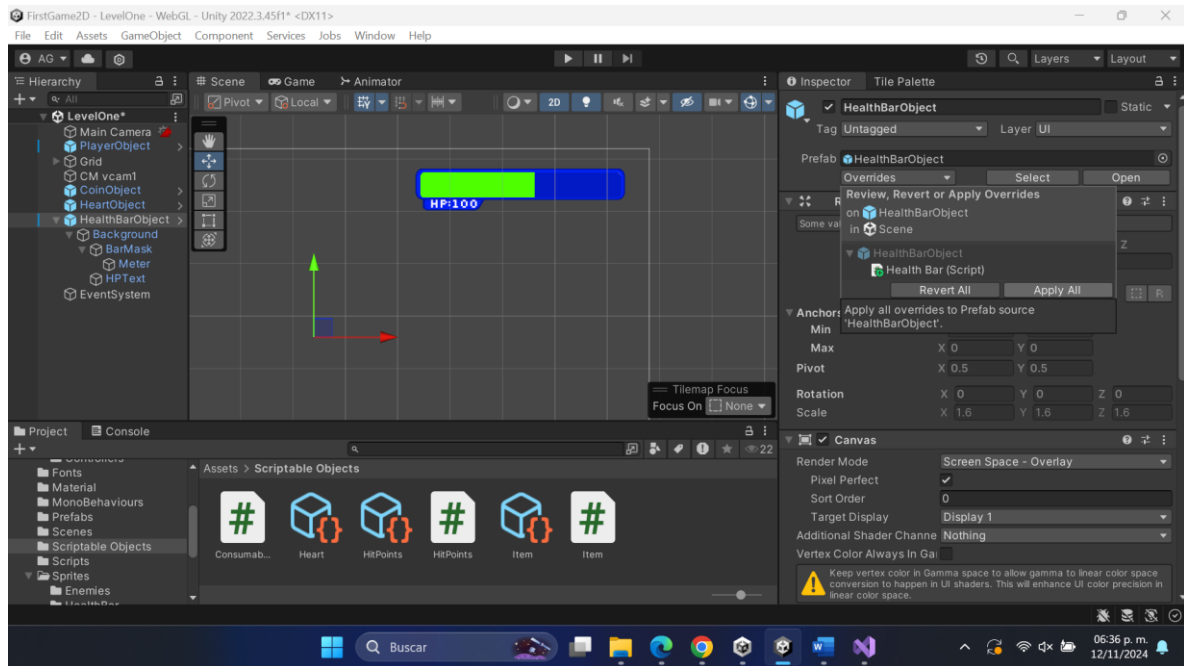 FirstGame2D - LevelOne - WebGL - Unity 2022.3.45f1* <DX11>
File Edit Assets GameObject Component Services Jobs Window Help
AG
Layers Layout
Hierarchy
All
LevelOne*
Main Camera
PlayerObject
Grid
CM vcam1
CoinObject
HeartObject
HealthBarObject
Background
BarMask
Meter
HPText
EventSystem
Scene Game Animator
Pivot Local 2D
HP:100
Tilemap Focus
Focus On None
Inspector Tile Palette
HealthBarObject Static
Tag Untagged Layer UI
Prefab HealthBarObject
Overrides Select Open
Review, Revert or Apply Overrides
on HealthBarObject
in Scene
R
Some val
Z
HealthBarObject
Health Bar (Script)
Revert All Apply All
R
Apply all overrides to Prefab source
'HealthBarObject'.
Anchors
Min
Max X 0 Y 0
Pivot X 0.5 Y 0.5
Rotation X 0 Y 0 Z 0
Scale X 1.6 Y 1.6 Z 1.6
Canvas
Render Mode Screen Space - Overlay
Pixel Perfect
Sort Order 0
Target Display Display 1
Additional Shader Channe Nothing
Vertex Color Always In Ga
Keep vertex color in Gamma space to allow gamma to linear color space
conversion to happen in UI shaders. This will enhance UI color precision in
linear color space.
Project Console
22
Fonts
Material
MonoBehaviours
Prefabs
Scenes
Scriptable Objects
Scripts
Sprites
Enemies
Assets > Scriptable Objects
Consumab... Heart HitPoints HitPoints Item Item
Buscar
06:36 p. m.
12/11/2024